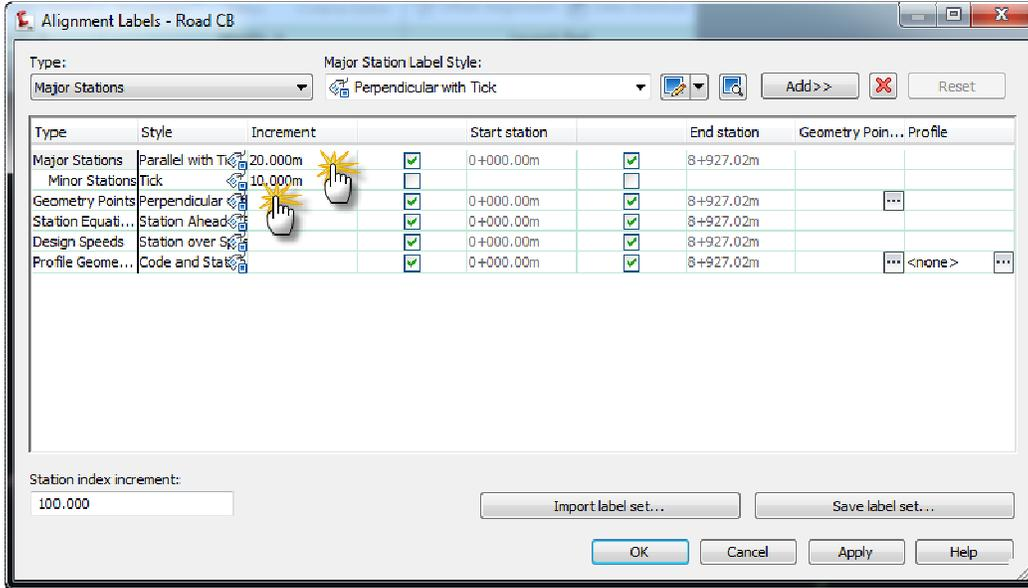 Alignment Labels - Road CB
Type:
Major Station Label Style:
Major Stations
Perpendicular with Tick
Add>>
Reset
Type Style Increment Start station End station Geometry Poin... Profile
Major Stations Parallel with Tic 20.000m 0+000.00m 8+927.02m
Minor Stations Tick 10.000m
Geometry Points Perpendicular 0+000.00m 8+927.02m ...
Station Equati... Station Ahead 0+000.00m 8+927.02m
Design Speeds Station over Sp 0+000.00m 8+927.02m
Profile Geome... Code and Stat 0+000.00m 8+927.02m ... <none> ...
Station index increment:
100.000
Import label set...
Save label set...
OK
Cancel
Apply
Help